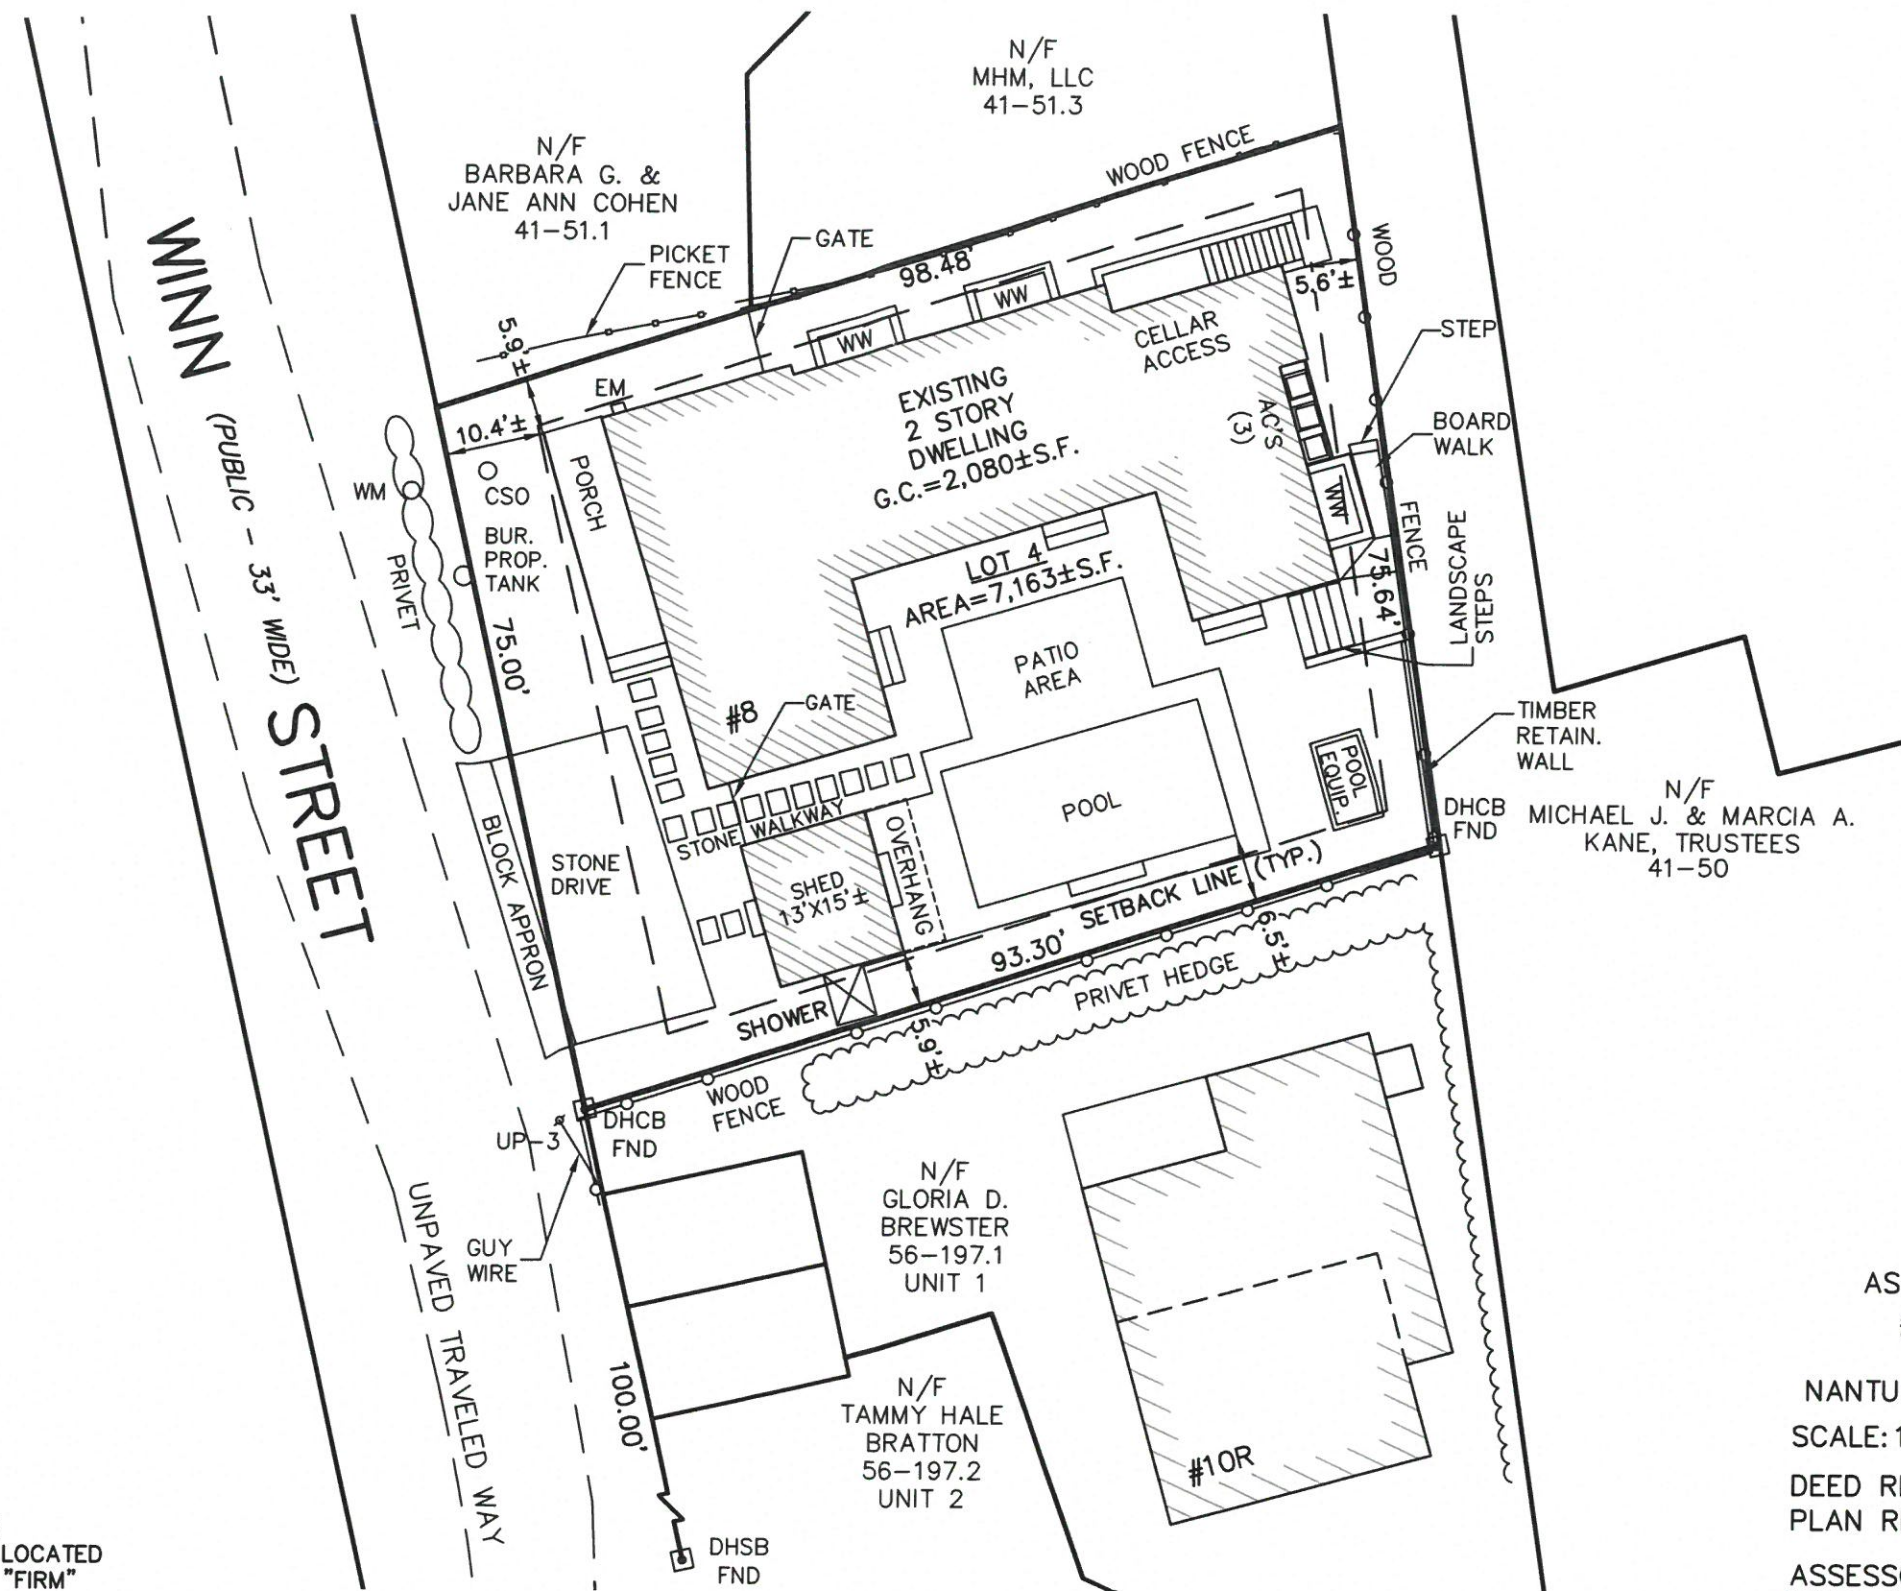 N/F
MHM, LLC
41-51.3
N/F
BARBARA G. &
JANE ANN COHEN
41-51.1
WOOD FENCE
PICKET
FENCE
GATE
98.48'
WOOD
5.6'±
5.9'±
WW
WW
CELLAR
ACCESS
STEP
EM
EXISTING
2 STORY
DWELLING
G.C.=2,080±S.F.
AC'S
(3)
BOARD
WALK
10.4'±
WM
CSO
PORCH
WW
FENCE
LANDSCAPE
STEPS
BUR.
PROP.
TANK
PRIVET
LOT 4
AREA=7,163±S.F.
75.64'
75.00'
PATIO
AREA
WINN
(PUBLIC - 33' WIDE)
STREET
#8
GATE
TIMBER
RETAIN.
WALL
POOL
EQUIP.
POOL
DHCB
FND
N/F
MICHAEL J. & MARCIA A.
KANE, TRUSTEES
41-50
STONE WALKWAY
BLOCK APPRON
STONE
DRIVE
SHED
13'X15'±
OVERHANG
SETBACK LINE (TYP.)
93.30'
6.5'±
PRIVET HEDGE
SHOWER
5.9'±
WOOD
FENCE
UP-3
DHCB
FND
N/F
GLORIA D.
BREWSTER
56-197.1
UNIT 1
GUY
WIRE
UNPAVED TRAVELED WAY
100.00'
N/F
TAMMY HALE
BRATTON
56-197.2
UNIT 2
#10R
DHSB
FND
LOCATED
"FIRM"
AS
NANTU
SCALE: 1
DEED R
PLAN R
ASSESS